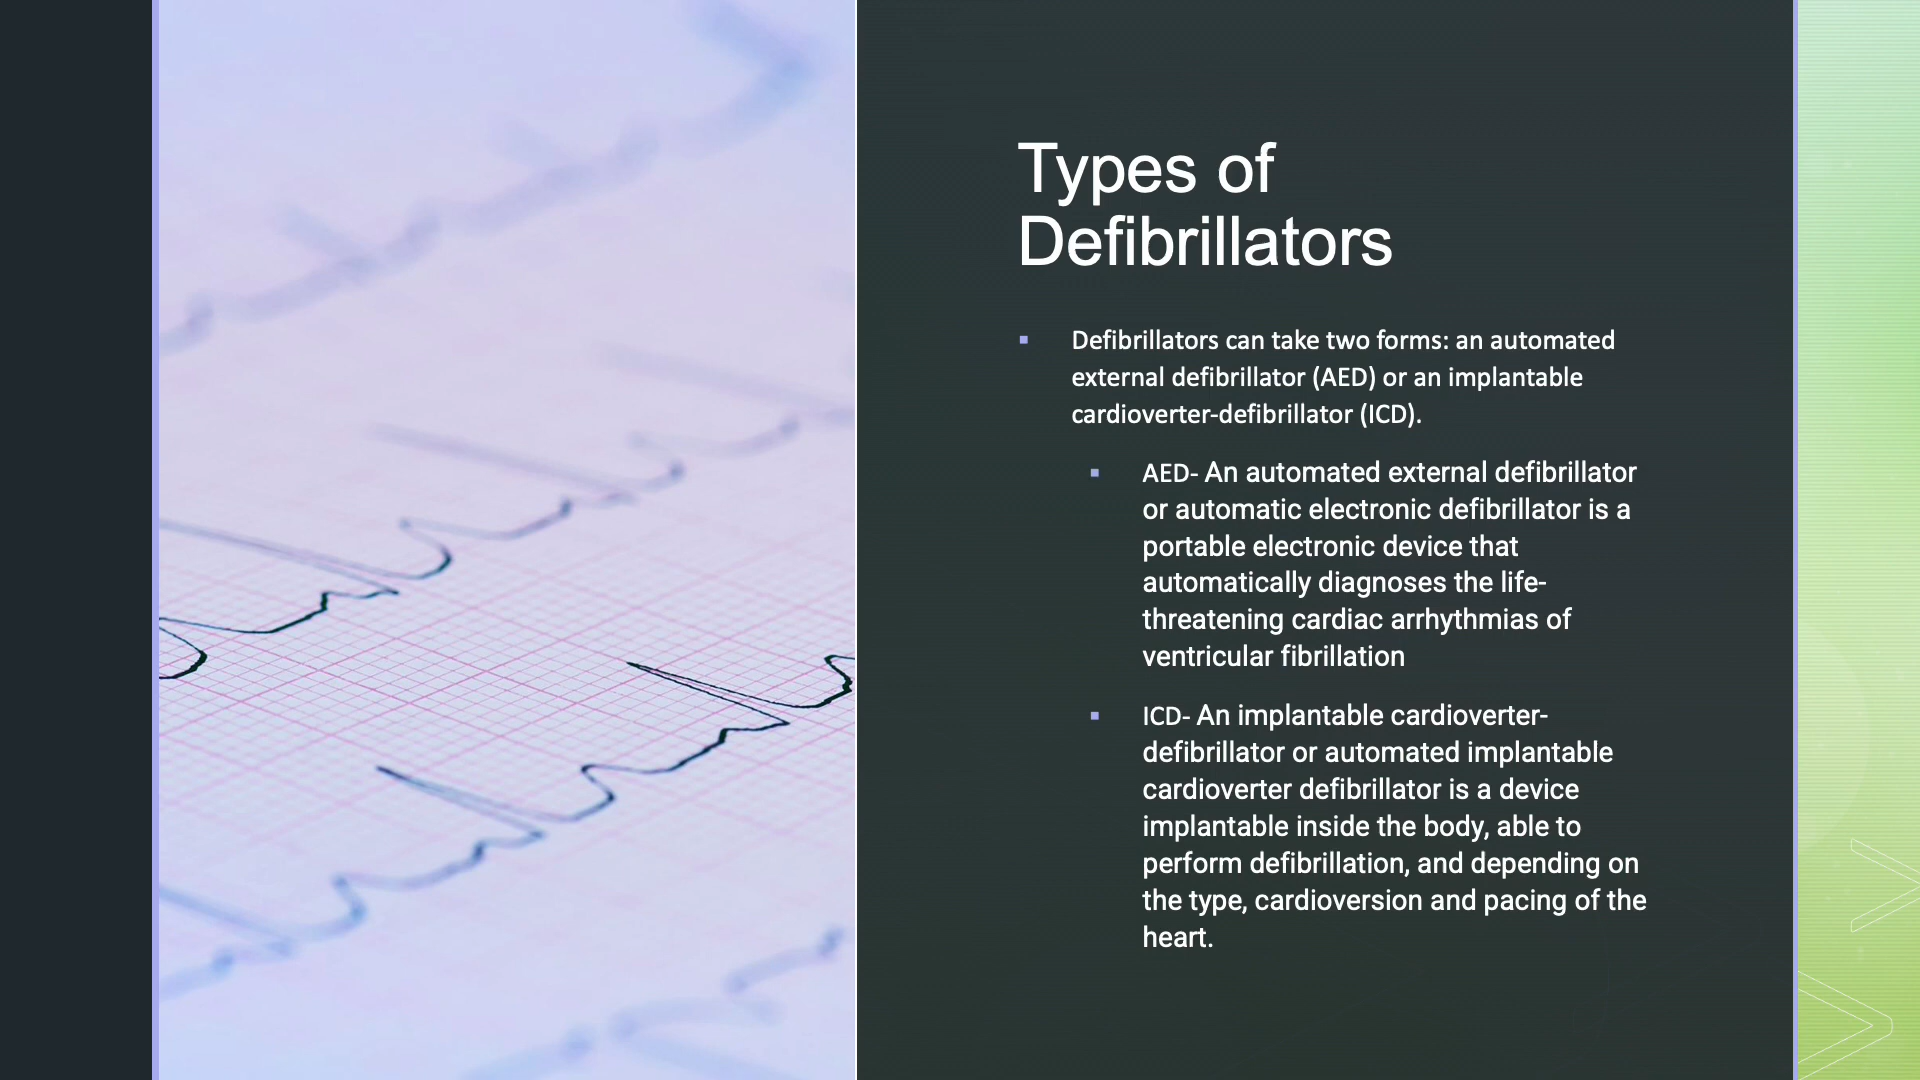 Types of
Defibrillators
Defibrillators can take two forms: an automated
external defibrillator (AED) or an implantable
cardioverter-defibrillator (ICD).
AED- An automated external defibrillator
or automatic electronic defibrillator is a
portable electronic device that
automatically diagnoses the life-
threatening cardiac arrhythmias of
ventricular fibrillation
ICD- An implantable cardioverter-
defibrillator or automated implantable
cardioverter defibrillator is a device
implantable inside the body, able to
perform defibrillation, and depending on
the type, cardioversion and pacing of the
heart.